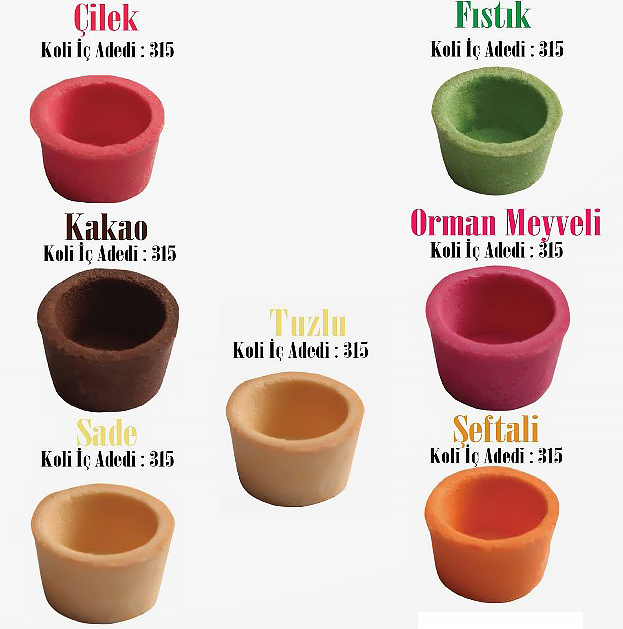 Çilek
Koli İç Adedi : 315
Fıstık
Koli İç Adedi : 315
Kakao
Koli İç Adedi : 315
Orman Meyveli
Koli İç Adedi : 315
Tuzlu
Koli İç Adedi : 315
Sade
Koli İç Adedi : 315
Şeftali
Koli İç Adedi : 315